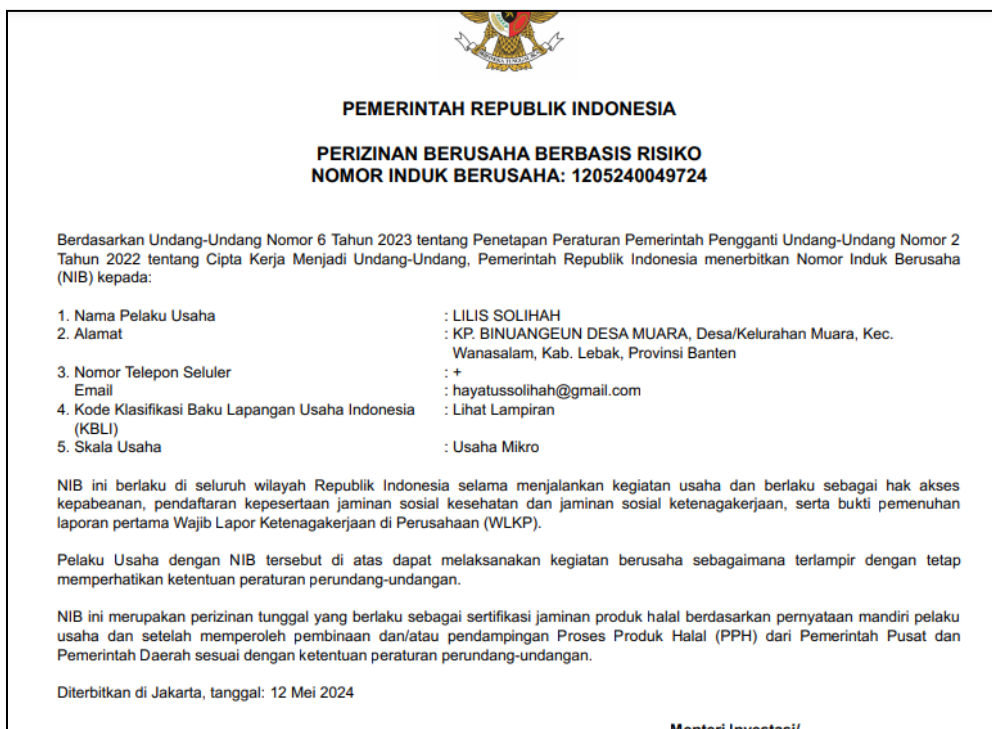 PEMERINTAH REPUBLIK INDONESIA
PERIZINAN BERUSAHA BERBASIS RISIKO
NOMOR INDUK BERUSAHA: 1205240049724
Berdasarkan Undang-Undang Nomor 6 Tahun 2023 tentang Penetapan Peraturan Pemerintah Pengganti Undang-Undang Nomor 2
Tahun 2022 tentang Cipta Kerja Menjadi Undang-Undang, Pemerintah Republik Indonesia menerbitkan Nomor Induk Berusaha
(NIB) kepada:
1. Nama Pelaku Usaha : LILIS SOLIHAH
2. Alamat : KP. BINUANGEUN DESA MUARA, Desa/Kelurahan Muara, Kec.
Wanasalam, Kab. Lebak, Provinsi Banten
3. Nomor Telepon Seluler : +
Email : hayatussolihah@gmail.com
4. Kode Klasifikasi Baku Lapangan Usaha Indonesia : Lihat Lampiran
(KBLI)
5. Skala Usaha : Usaha Mikro
NIB ini berlaku di seluruh wilayah Republik Indonesia selama menjalankan kegiatan usaha dan berlaku sebagai hak akses
kepabeanan, pendaftaran kepesertaan jaminan sosial kesehatan dan jaminan sosial ketenagakerjaan, serta bukti pemenuhan
laporan pertama Wajib Lapor Ketenagakerjaan di Perusahaan (WLKP).
Pelaku Usaha dengan NIB tersebut di atas dapat melaksanakan kegiatan berusaha sebagaimana terlampir dengan tetap
memperhatikan ketentuan peraturan perundang-undangan.
NIB ini merupakan perizinan tunggal yang berlaku sebagai sertifikasi jaminan produk halal berdasarkan pernyataan mandiri pelaku
usaha dan setelah memperoleh pembinaan dan/atau pendampingan Proses Produk Halal (PPH) dari Pemerintah Pusat dan
Pemerintah Daerah sesuai dengan ketentuan peraturan perundang-undangan.
Diterbitkan di Jakarta, tanggal: 12 Mei 2024
Menteri Investasi/